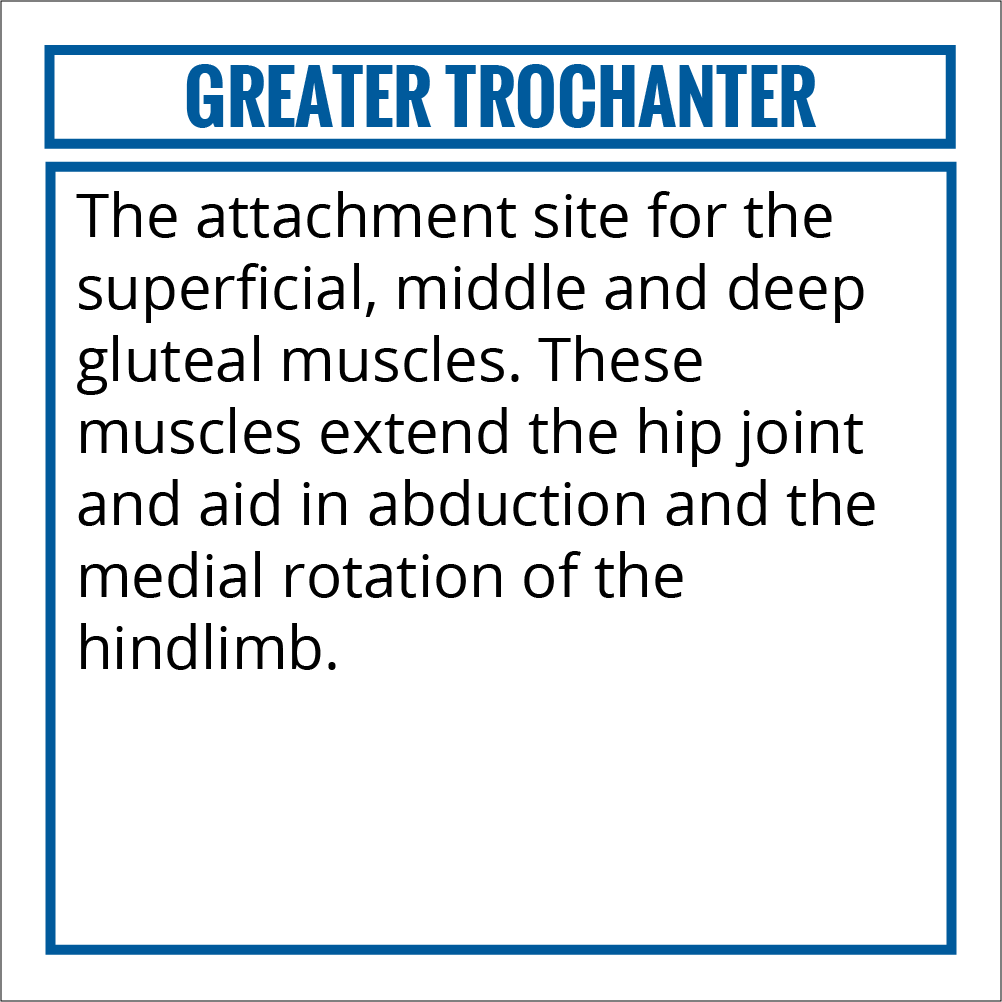 GREATER TROCHANTER
The attachment site for the
superficial, middle and deep
gluteal muscles. These
muscles extend the hip joint
and aid in abduction and the
medial rotation of the
hindlimb.